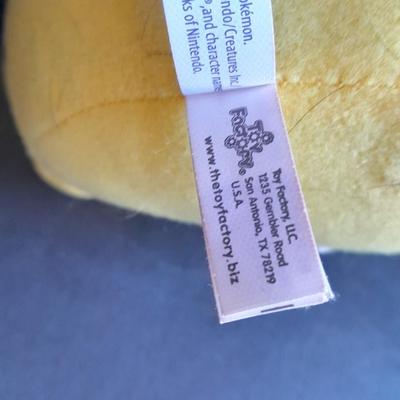 okémon.
endo/Creatures Inc.
®, and character names
ks of Nintendo.
Toy
Factory®
www.thetoyfactory.biz
Toy Factory, LLC.
1235 Gembler Road
San Antonio, TX 78219
U.S.A.